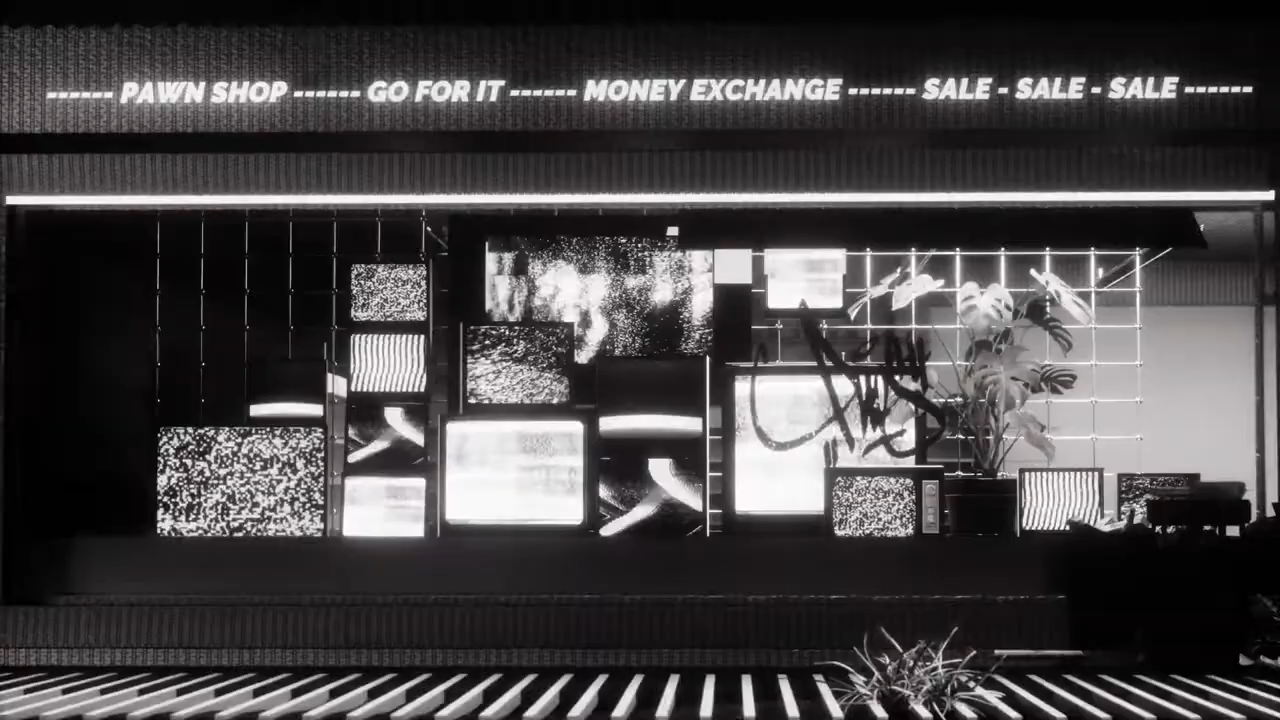 ------ PAWN SHOP ------ GO FOR IT ------ MONEY EXCHANGE ------ SALE - SALE - SALE ------